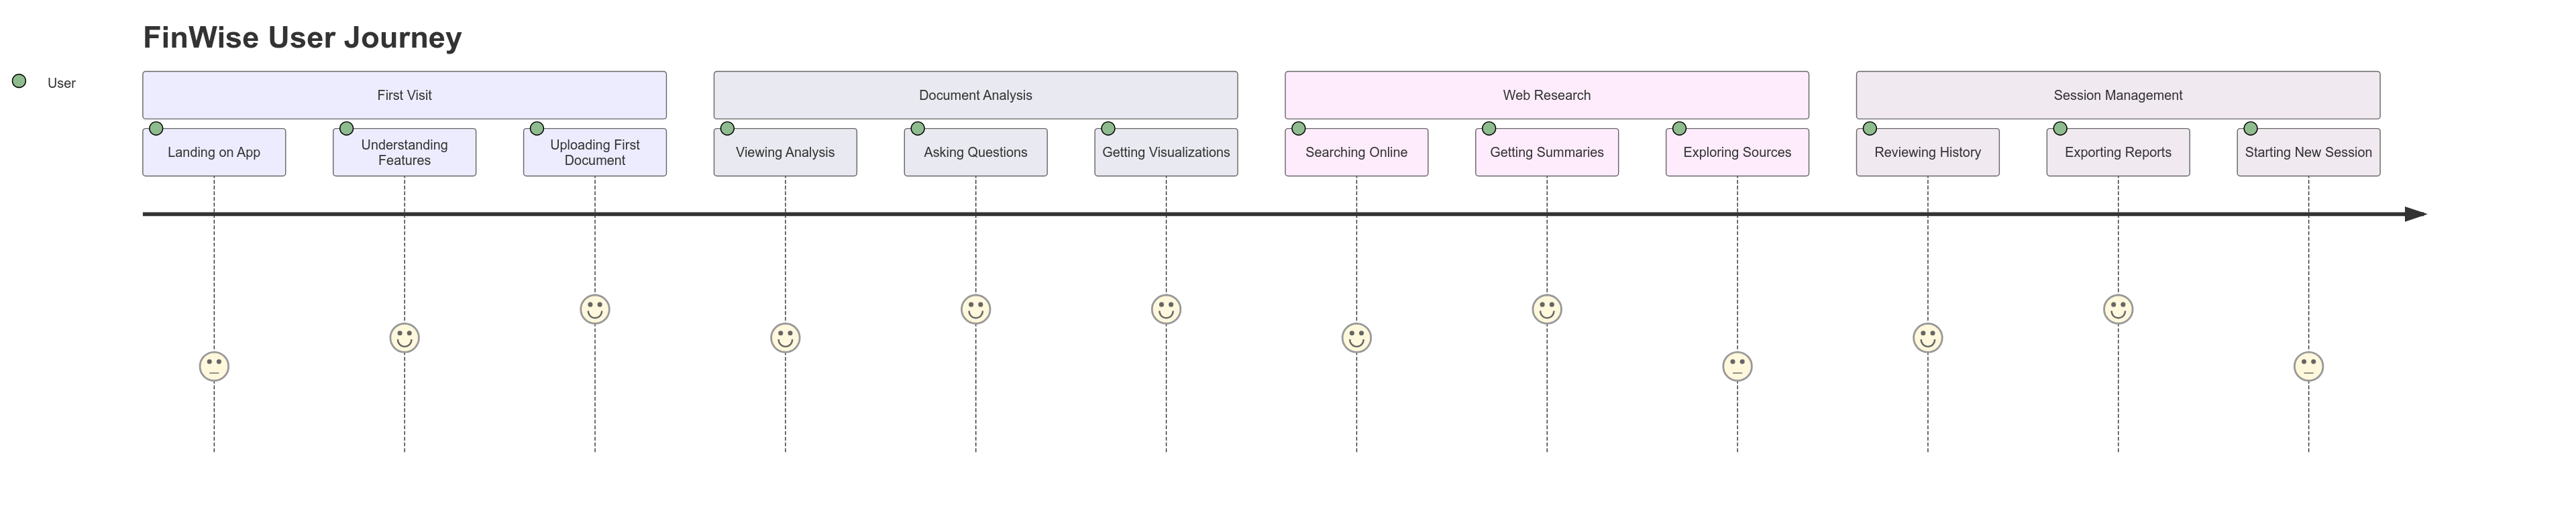 FinWise User Journey
User
First Visit
Document Analysis
Web Research
Session Management
Landing on App
Understanding
Features
Uploading First
Document
Viewing Analysis
Asking Questions
Getting Visualizations
Searching Online
Getting Summaries
Exploring Sources
Reviewing History
Exporting Reports
Starting New Session